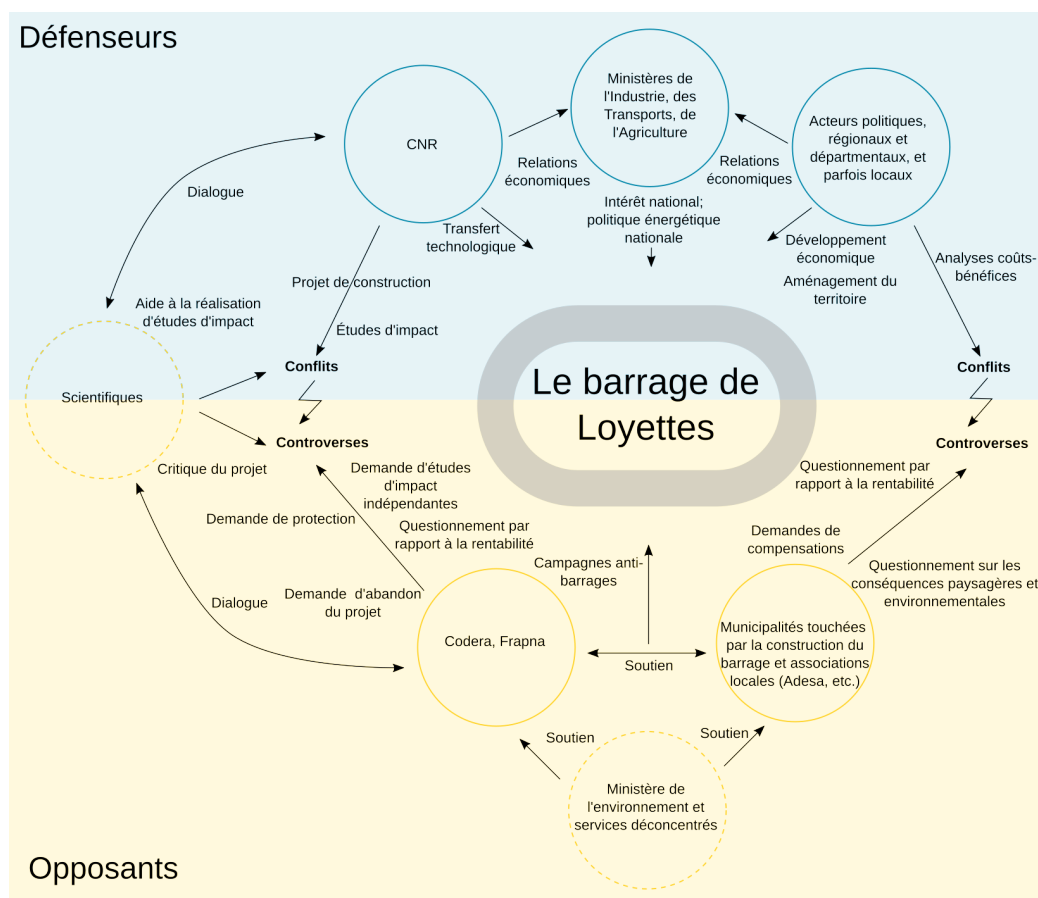 Défenseurs
CNR
Ministères de
l'Industrie, des
Transports, de
l'Agriculture
Acteurs politiques,
régionaux et
départmentaux, et
parfois locaux
Relations
économiques
Relations
économiques
Dialogue
Intérêt national;
politique énergétique
nationale
Transfert
technologique
Développement
économique
Aménagement du
territoire
Analyses coûts-
bénéfices
Projet de construction
Aide à la réalisation
d'études d'impact
Études d'impact
Conflits
Conflits
Scientifiques
Le barrage de
Loyettes
Controverses
Controverses
Critique du projet
Demande d'études
d'impact
indépendantes
Questionnement par
rapport à la rentabilité
Demande de protection
Questionnement par
rapport à la rentabilité
Demandes de
compensations
Campagnes anti-
barrages
Questionnement sur les
conséquences paysagères et
environnementales
Dialogue
Demande d'abandon
du projet
Codera, Frapna
Municipalités touchées
par la construction du
barrage et associations
locales (Adesa, etc.)
Soutien
Soutien
Soutien
Ministère de
l'environnement et
services déconcentrés
Opposants